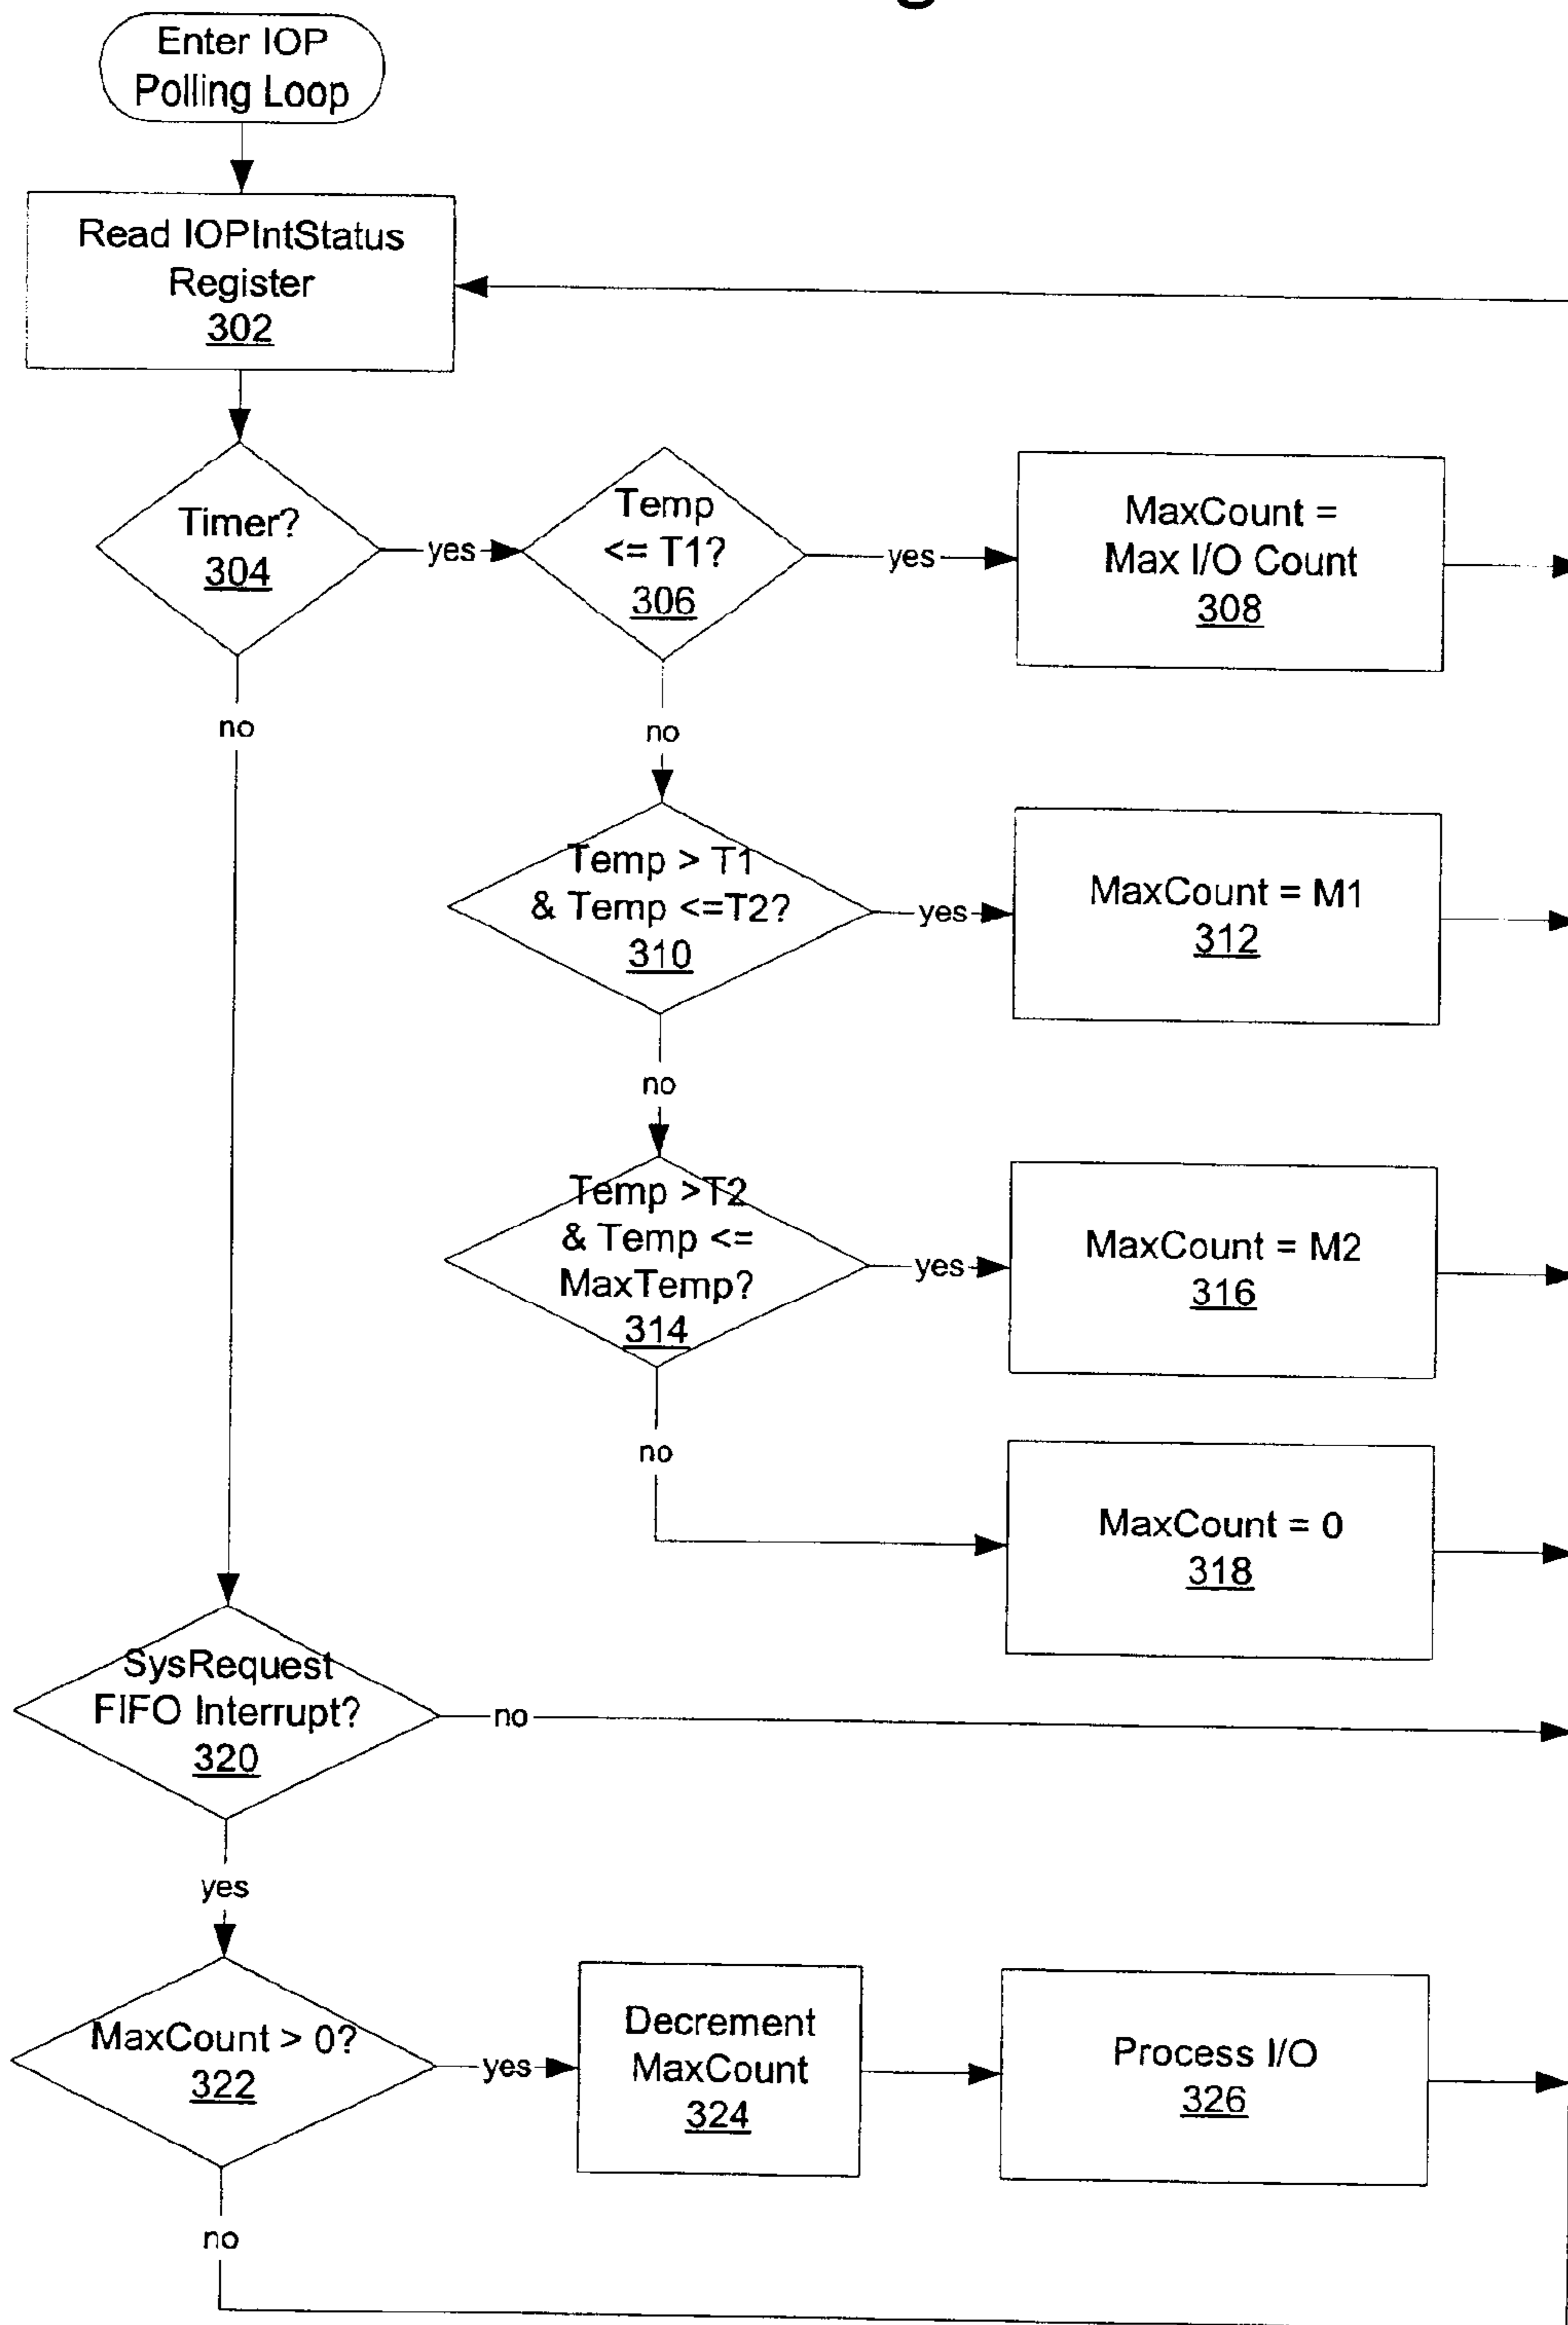 Enter IOP
Polling Loop
Read IOPIntStatus
Register
302
Timer?
304
yes
Temp
<= T1?
306
yes
MaxCount =
Max I/O Count
308
no
no
Temp > T1
& Temp <=T2?
310
yes
MaxCount = M1
312
no
Temp >T2
& Temp <=
MaxTemp?
314
yes
MaxCount = M2
316
no
MaxCount = 0
318
SysRequest
FIFO Interrupt?
320
no
yes
MaxCount > 0?
322
yes
Decrement
MaxCount
324
Process I/O
326
no